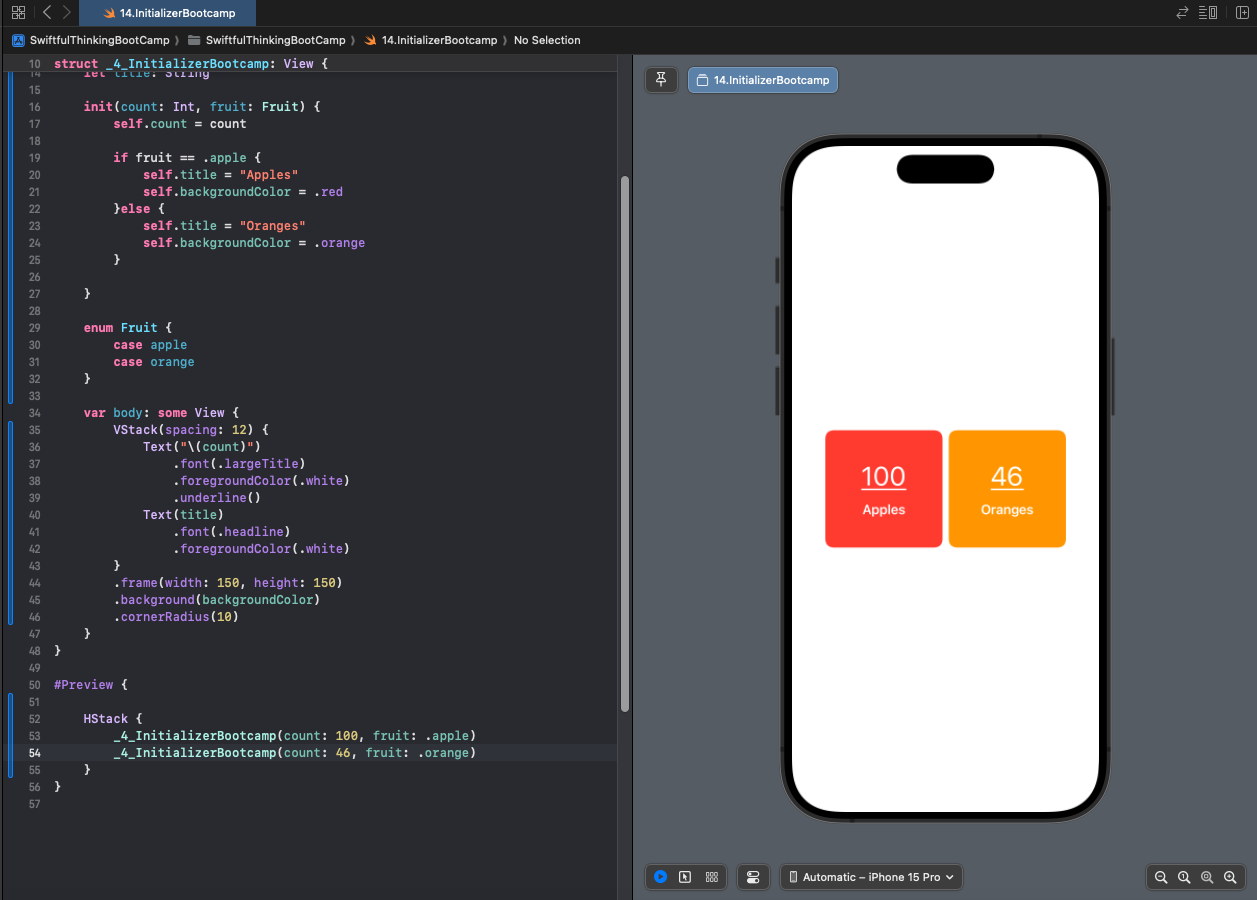 14.InitializerBootcamp
SwiftfulThinkingBootCamp ⟩ SwiftfulThinkingBootCamp ⟩ 14.InitializerBootcamp ⟩ No Selection
10 struct _4_InitializerBootcamp: View {
14     let title: String
15
16     init(count: Int, fruit: Fruit) {
17         self.count = count
18
19         if fruit == .apple {
20             self.title = "Apples"
21             self.backgroundColor = .red
22         }else {
23             self.title = "Oranges"
24             self.backgroundColor = .orange
25         }
26
27     }
28
29     enum Fruit {
30         case apple
31         case orange
32     }
33
34     var body: some View {
35         VStack(spacing: 12) {
36             Text("\(count)")
37                 .font(.largeTitle)
38                 .foregroundColor(.white)
39                 .underline()
40             Text(title)
41                 .font(.headline)
42                 .foregroundColor(.white)
43         }
44         .frame(width: 150, height: 150)
45         .background(backgroundColor)
46         .cornerRadius(10)
47     }
48 }
49
50 #Preview {
51
52     HStack {
53         _4_InitializerBootcamp(count: 100, fruit: .apple)
54         _4_InitializerBootcamp(count: 46, fruit: .orange)
55     }
56 }
57
14.InitializerBootcamp
100
Apples
46
Oranges
Automatic – iPhone 15 Pro